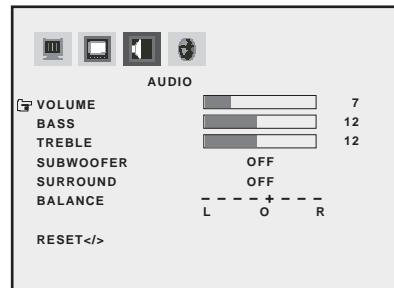 AUDIO
VOLUME 7
BASS 12
TREBLE 12
SUBWOOFER OFF
SURROUND OFF
BALANCE - - - - + - - -
L O R
RESET</>